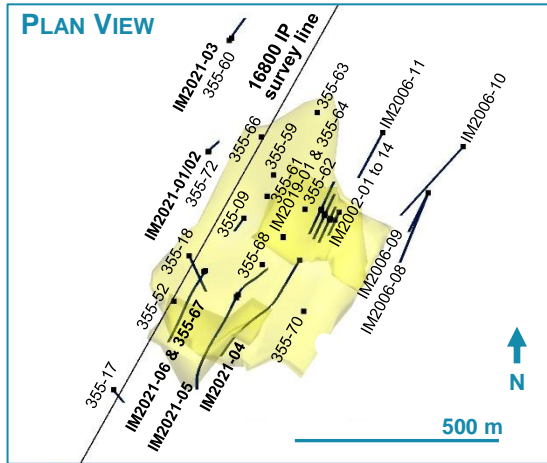 PLAN VIEW
IM2021-03
355-60
16800 IP
survey line
355-63
IM2006-11
IM2006-10
355-66
355-59
355-61
IM2019-01 & 355-64
355-62
IM2002-01 to 14
IM2021-01/02
355-72
355-09
355-18
355-68
IM2006-09
IM2006-08
355-52
355-17
IM2021-06 & 355-67
IM2021-05
IM2021-04
355-70
N
500 m